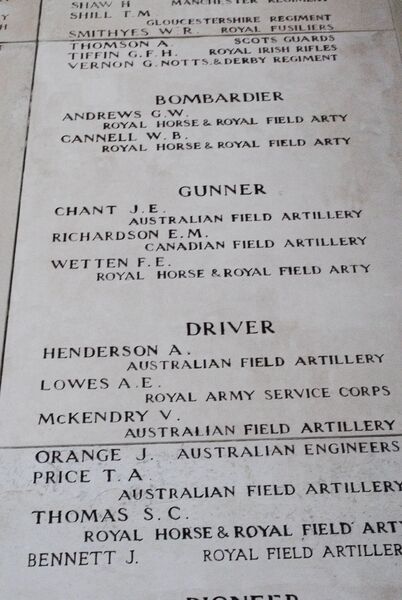 SHAW H MANCHESTER REGIMENT
SHILL T.M.
GLOUCESTERSHIRE REGIMENT
SMITHYES W.R. ROYAL FUSILIERS
THOMSON A. SCOTS GUARDS
TIFFIN G.F.H. ROYAL IRISH RIFLES
VERNON G. NOTTS.& DERBY REGIMENT
BOMBARDIER
ANDREWS G.W.
ROYAL HORSE & ROYAL FIELD ARTY
CANNELL W.B.
ROYAL HORSE & ROYAL FIELD ARTY
GUNNER
CHANT J.E.
AUSTRALIAN FIELD ARTILLERY
RICHARDSON E.M.
CANADIAN FIELD ARTILLERY
WETTEN F.E.
ROYAL HORSE & ROYAL FIELD ARTY
DRIVER
HENDERSON A.
AUSTRALIAN FIELD ARTILLERY
LOWES A.E.
ROYAL ARMY SERVICE CORPS
McKENDRY V.
AUSTRALIAN FIELD ARTILLERY
ORANGE J. AUSTRALIAN ENGINEERS
PRICE T.A.
AUSTRALIAN FIELD ARTILLERY
THOMAS S.C.
ROYAL HORSE & ROYAL FIELD ARTY
BENNETT J. ROYAL FIELD ARTILLER
PIONEER